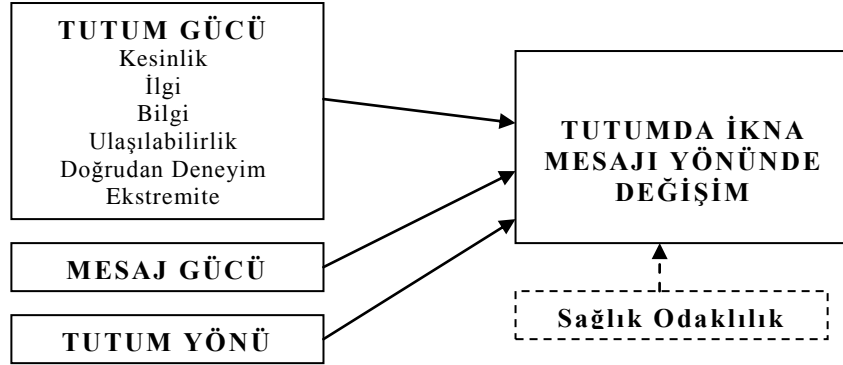 TUTUM GÜCÜ
Kesinlik
İlgi
Bilgi
Ulaşılabilirlik
Doğrudan Deneyim
Ekstremite
MESAJ GÜCÜ
TUTUM YÖNÜ
TUTUMDA İKNA
MESAJI YÖNÜNDE
DEĞİŞİM
Sağlık Odaklılık